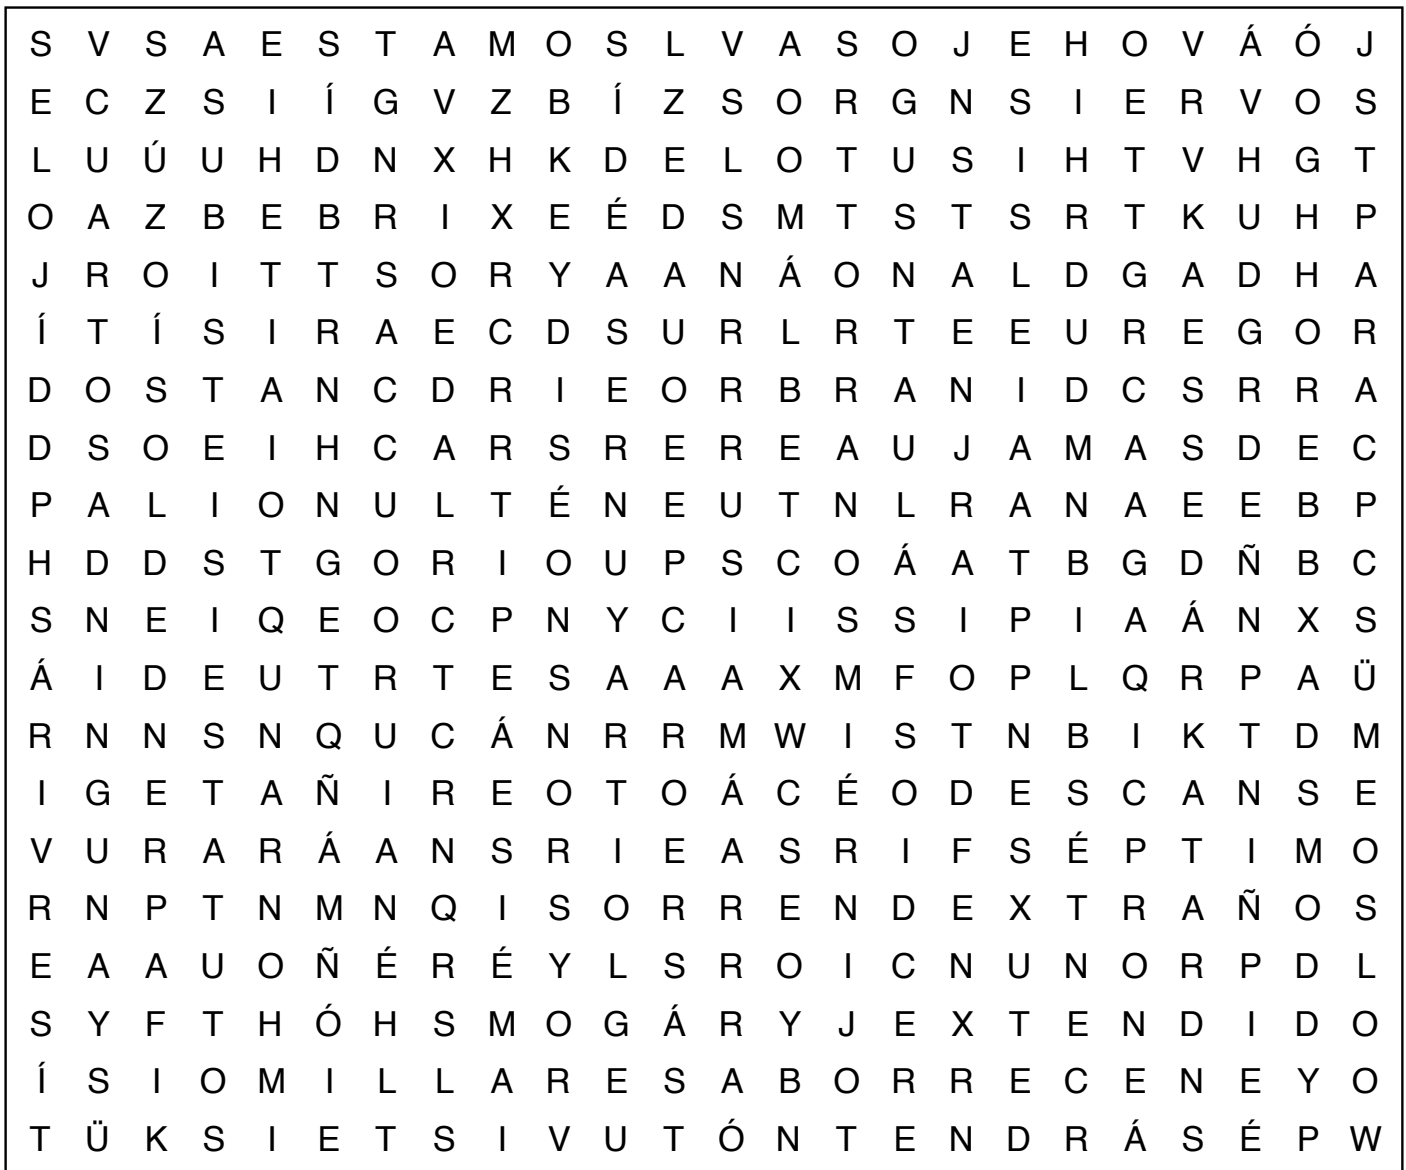 S V S A E S T A M O S L V A S O J E H O V Á Ó J
E C Z S I Í G V Z B Í Z S O R G N S I E R V O S
L U Ú U H D N X H K D E L O T U S I H T V H G T
O A Z B E B R I X E É D S M T S T S R T K U H P
J R O I T T S O R Y A A N Á O N A L D G A D H A
Í T Í S I R A E C D S U R L R T E E U R E G O R
D O S T A N C D R I E O R B R A N I D C S R R A
D S O E I H C A R S R E R E A U J A M A S D E C
P A L I O N U L T É N E U T N L R A N A E E B P
H D D S T G O R I O U P S C O Á A T B G D Ñ B C
S N E I Q E O C P N Y C I I S S I P I A Á N X S
Á I D E U T R T E S A A A X M F O P L Q R P A Ü
R N N S N Q U C Á N R R M W I S T N B I K T D M
I G E T A Ñ I R E O T O Á C É O D E S C A N S E
V U R A R Á A N S R I E A S R I F S É P T I M O
R N P T N M N Q I S O R R E N D E X T R A Ñ O S
E A A U O Ñ É R É Y L S R O I C N U N O R P D L
S Y F T H Ó H S M O G Á R Y J E X T E N D I D O
Í S I O M I L L A R E S A B O R R E C E N E Y O
T Ü K S I E T S I V U T Ó N T E N D R Á S É P W